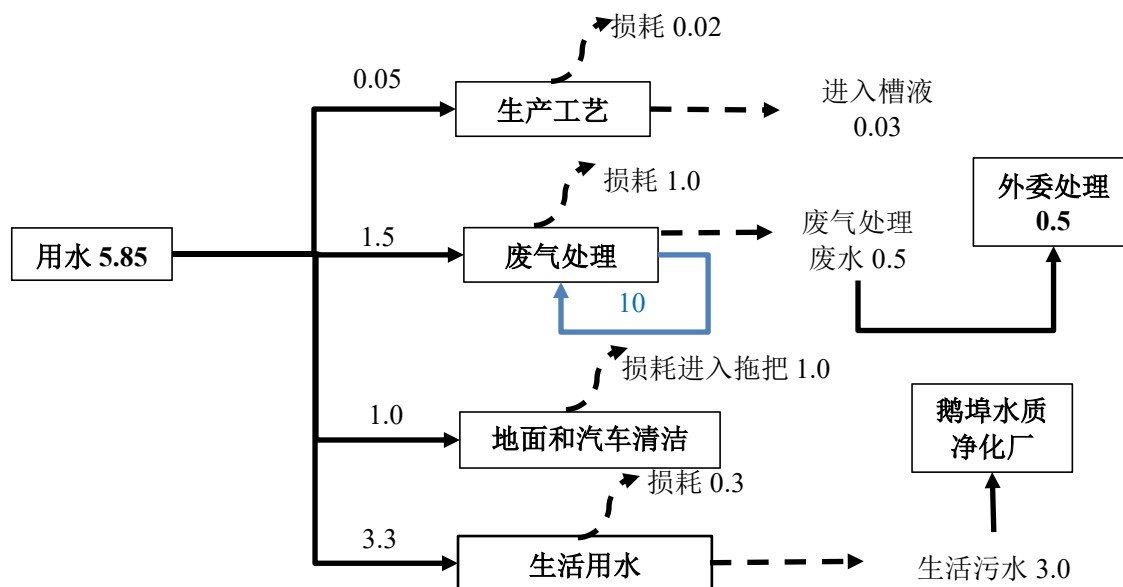 损耗 0.02
0.05
生产工艺
进入槽液
0.03
损耗 1.0
外委处理
0.5
用水 5.85
1.5
废气处理
废气处理
废水 0.5
10
损耗进入拖把 1.0
1.0
地面和汽车清洁
鹅埠水质
净化厂
损耗 0.3
3.3
生活用水
生活污水 3.0